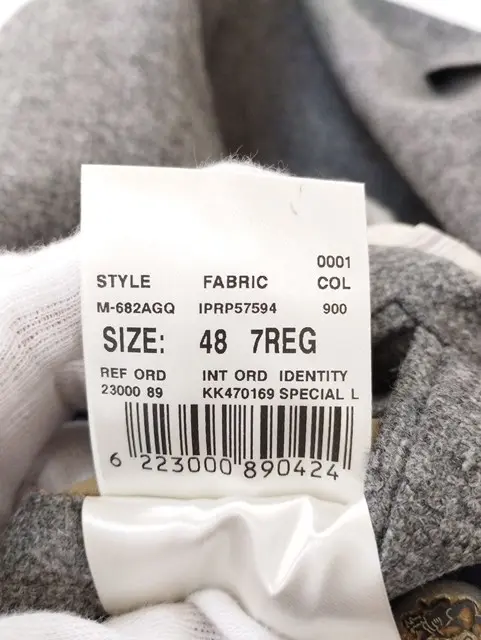 0001
STYLE FABRIC COL
M-682AGQ IPRP57594 900
SIZE: 48 7REG
REF ORD INT ORD IDENTITY
23000 89 KK470169 SPECIAL L
6 223000 890424